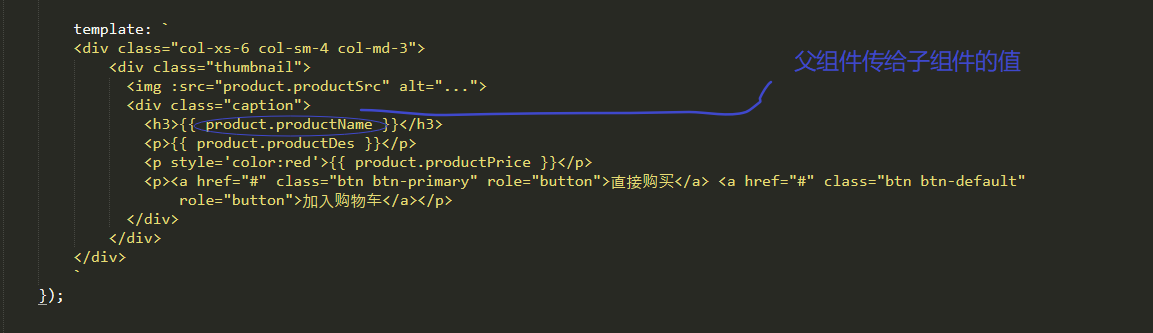 template: `
<div class="col-xs-6 col-sm-4 col-md-3">
<div class="thumbnail">
<img :src="product.productSrc" alt="...">
<div class="caption">
<h3>{{ product.productName }}</h3>
<p>{{ product.productDes }}</p>
<p style='color:red'>{{ product.productPrice }}</p>
<p><a href="#" class="btn btn-primary" role="button">直接购买</a> <a href="#" class="btn btn-default"
role="button">加入购物车</a></p>
</div>
</div>
</div>
`
});
父组件传给子组件的值